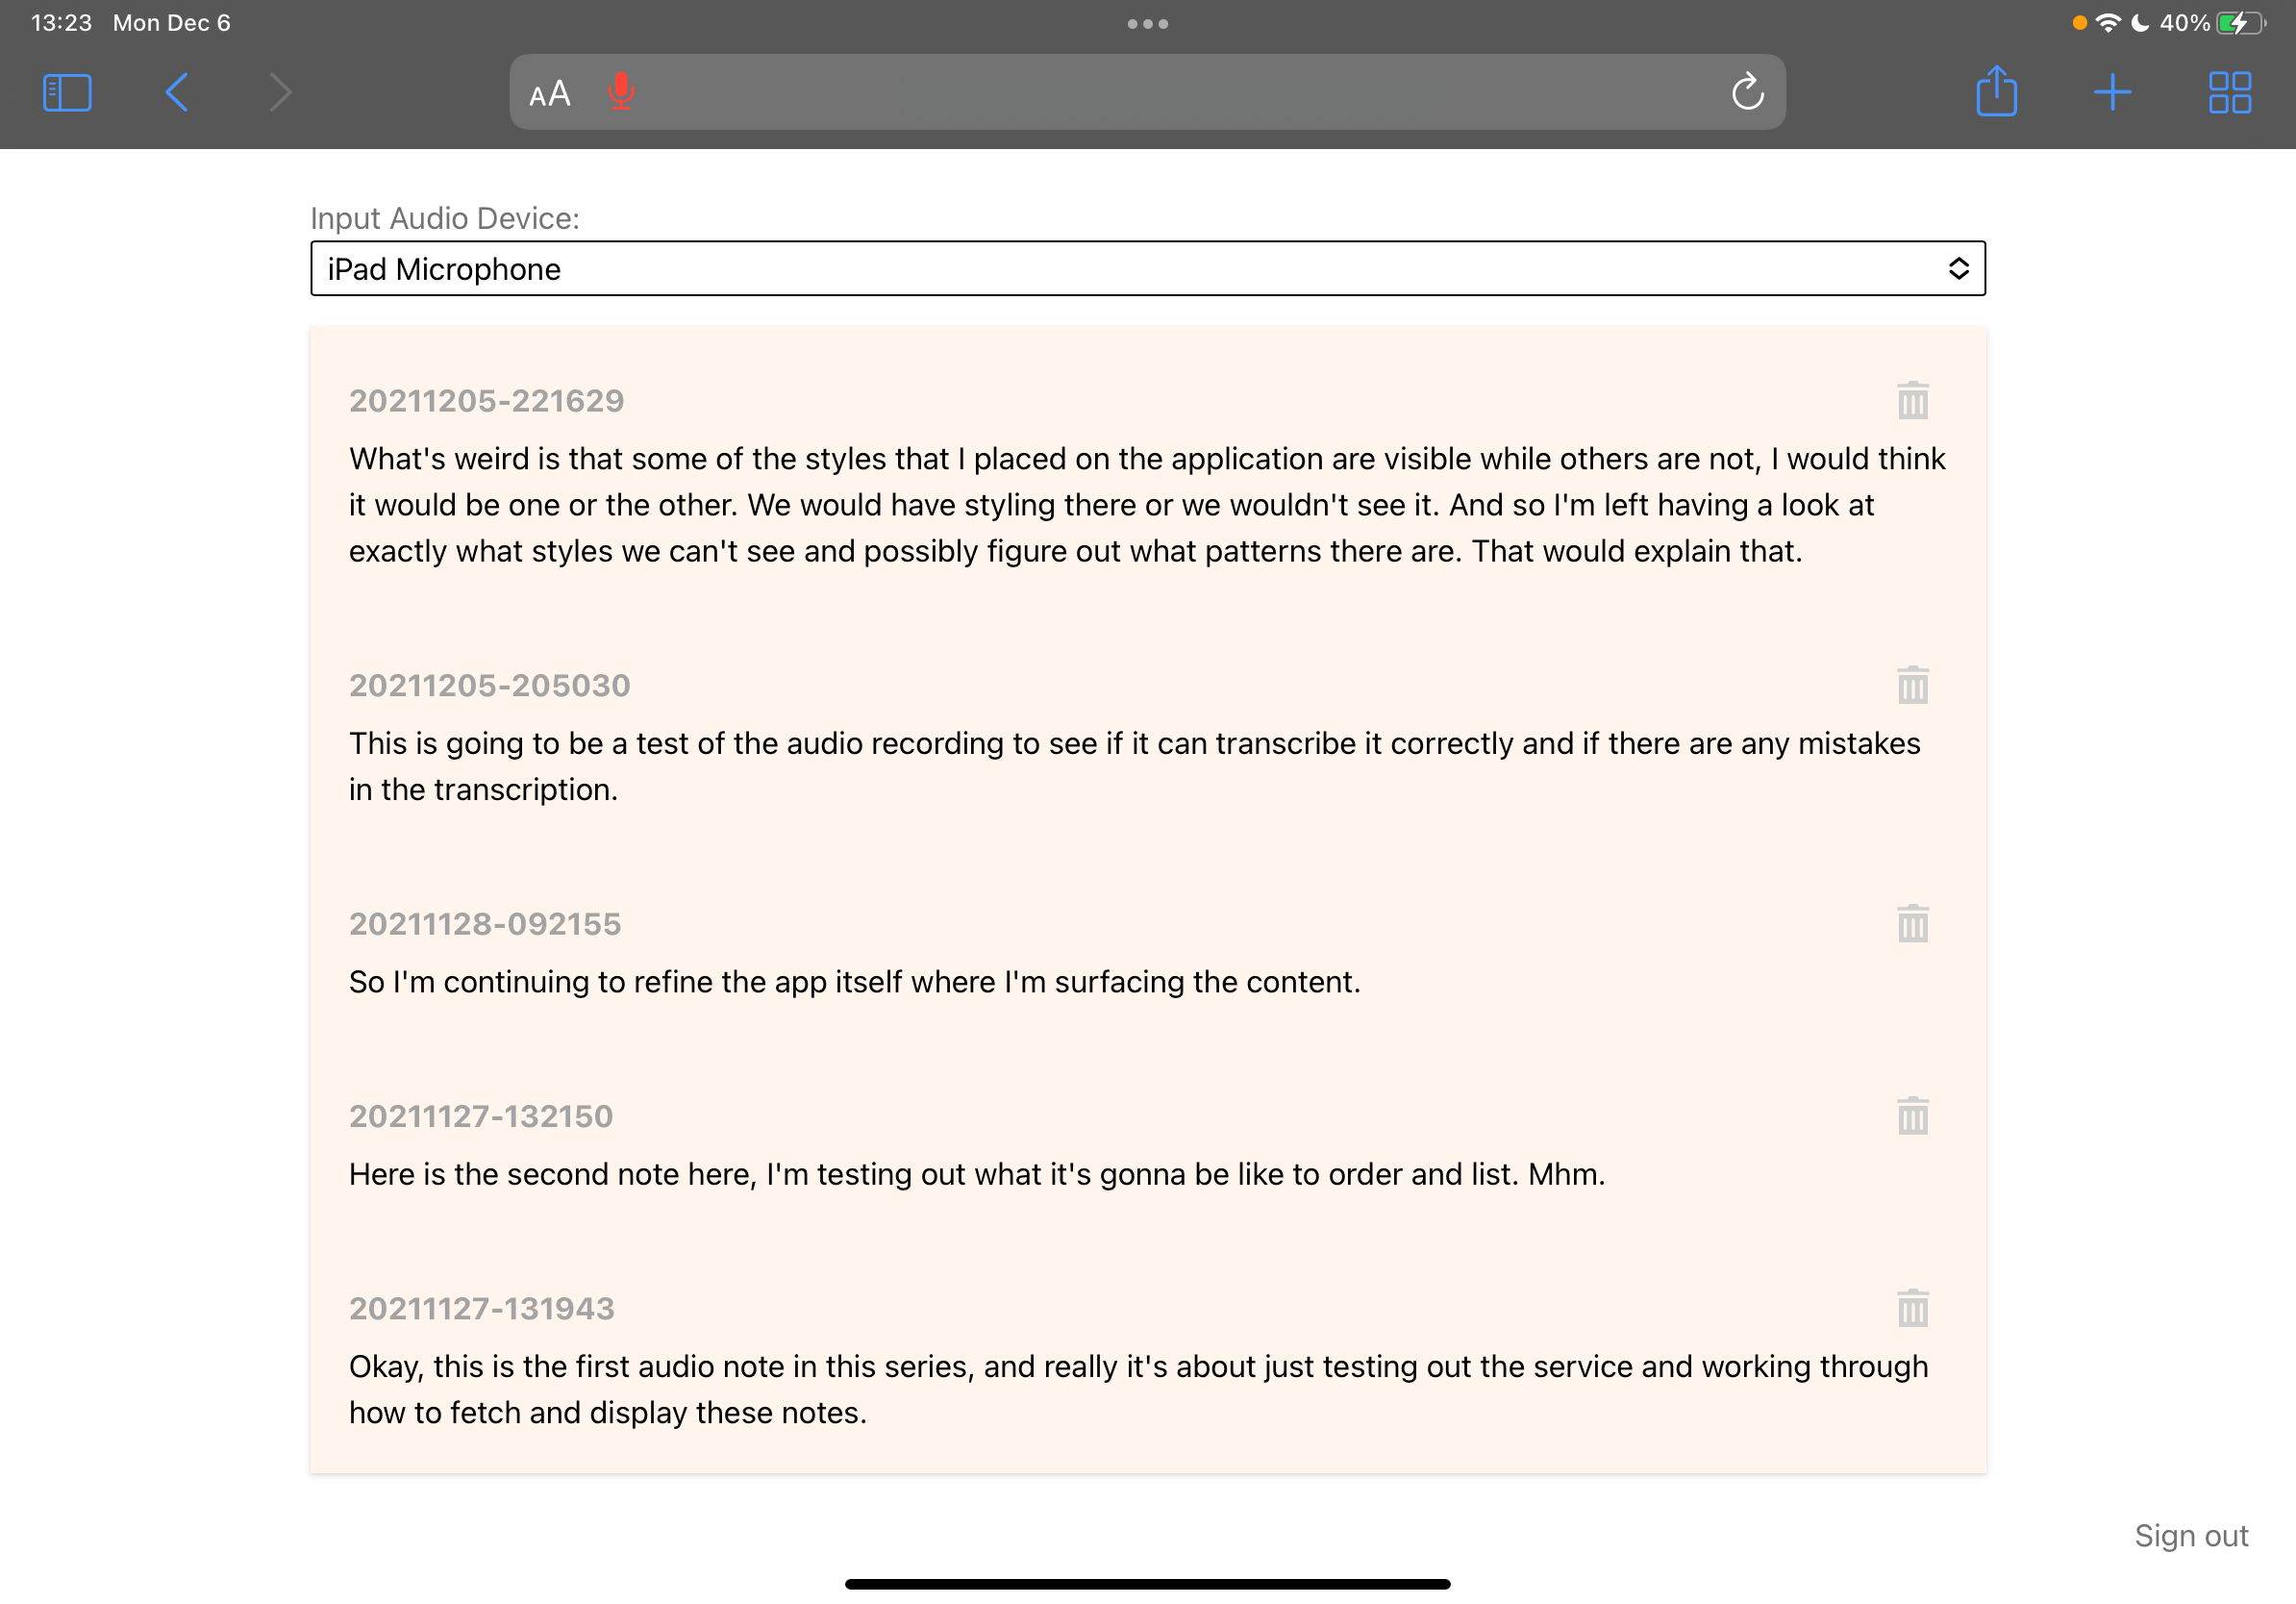 13:23 Mon Dec 6
40%
AA
Input Audio Device:
iPad Microphone
20211205-221629
What's weird is that some of the styles that I placed on the application are visible while others are not, I would think
it would be one or the other. We would have styling there or we wouldn't see it. And so I'm left having a look at
exactly what styles we can't see and possibly figure out what patterns there are. That would explain that.
20211205-205030
This is going to be a test of the audio recording to see if it can transcribe it correctly and if there are any mistakes
in the transcription.
20211128-092155
So I'm continuing to refine the app itself where I'm surfacing the content.
20211127-132150
Here is the second note here, I'm testing out what it's gonna be like to order and list. Mhm.
20211127-131943
Okay, this is the first audio note in this series, and really it's about just testing out the service and working through
how to fetch and display these notes.
Sign out